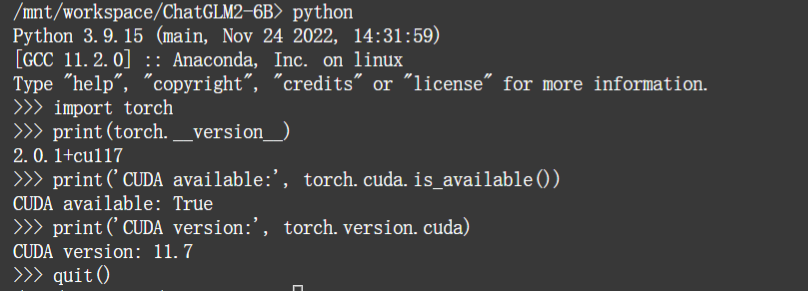 /mnt/workspace/ChatGLM2-6B> python
Python 3.9.15 (main, Nov 24 2022, 14:31:59)
[GCC 11.2.0] :: Anaconda, Inc. on linux
Type "help", "copyright", "credits" or "license" for more information.
>>> import torch
>>> print(torch.__version__)
2.0.1+cu117
>>> print('CUDA available:', torch.cuda.is_available())
CUDA available: True
>>> print('CUDA version:', torch.version.cuda)
CUDA version: 11.7
>>> quit()